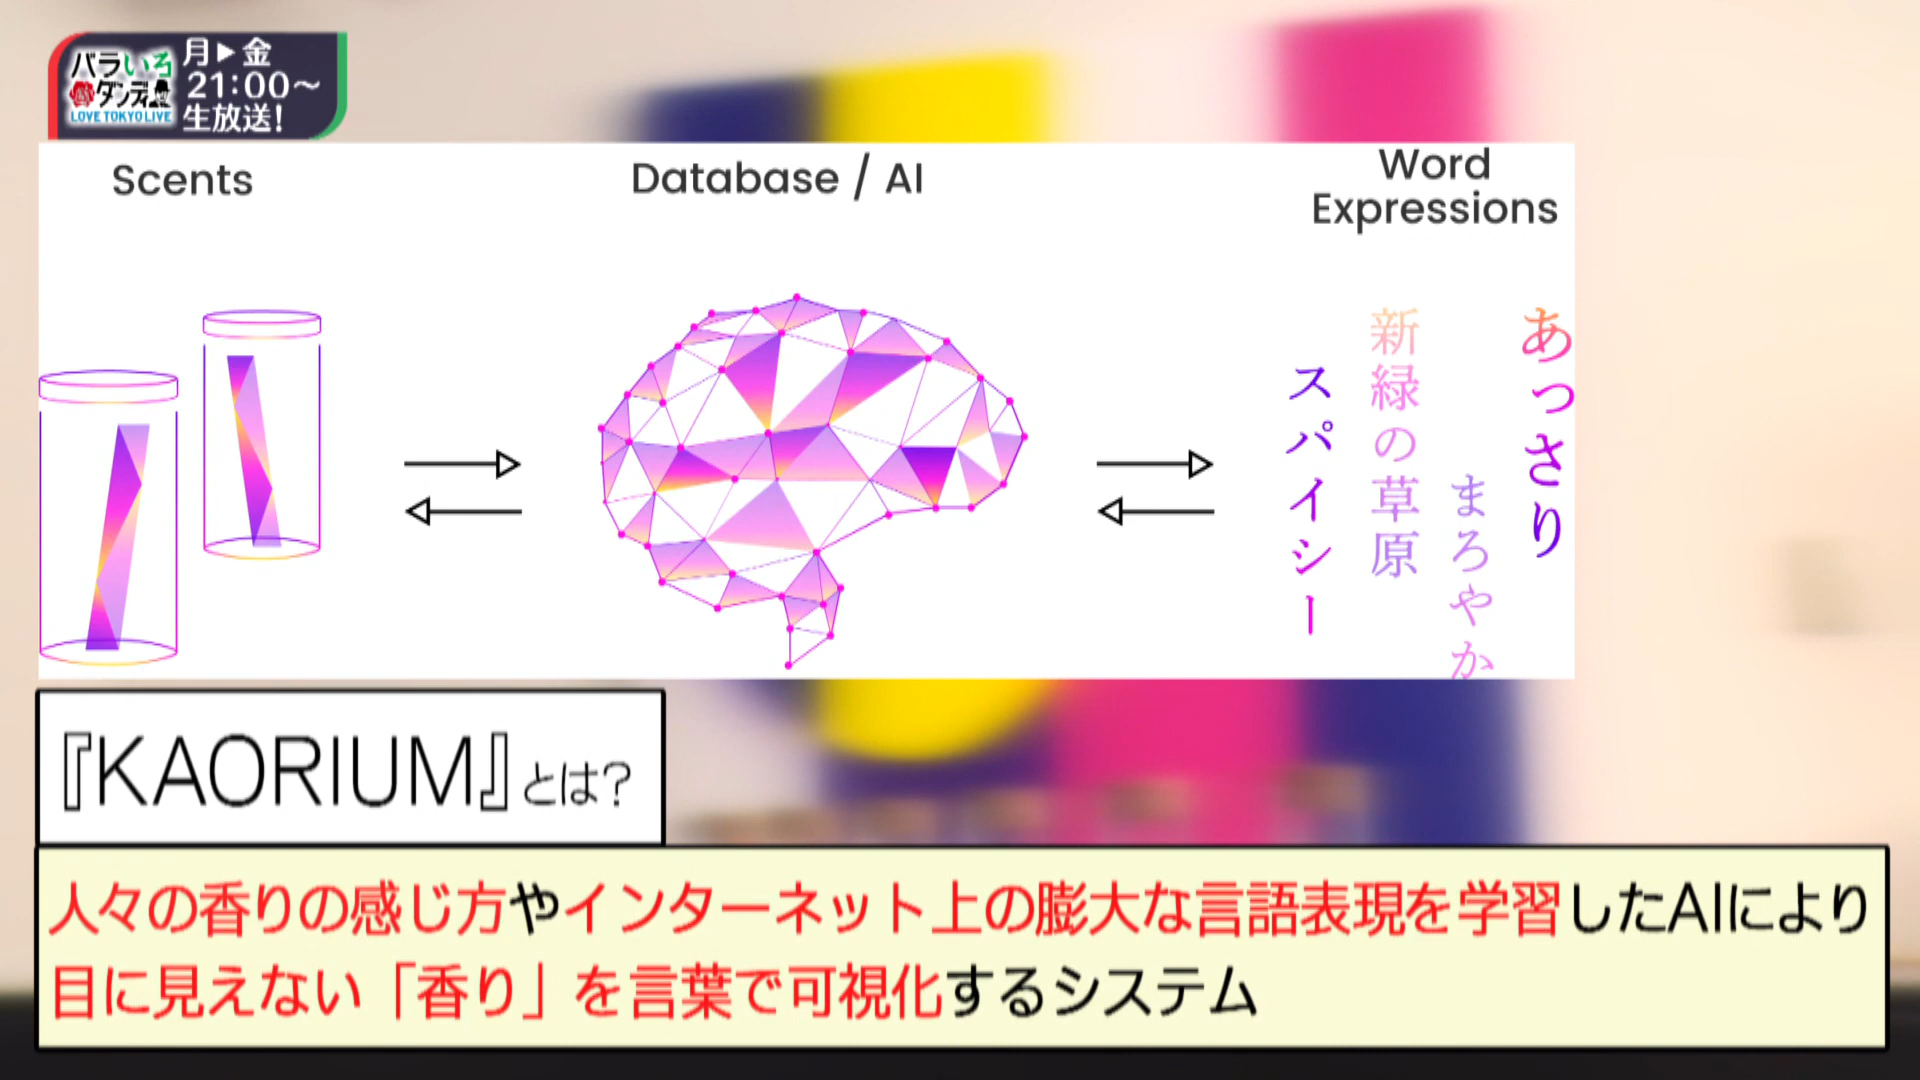 バラいろ
ダンディ
LOVE TOKYO LIVE
月▶金
21:00～
生放送!
Scents
Database / AI
Word
Expressions
あっさり
まろやか
新緑の草原
スパイシー
『KAORIUM』とは?
人々の香りの感じ方やインターネット上の膨大な言語表現を学習したAIにより
目に見えない「香り」を言葉で可視化するシステム